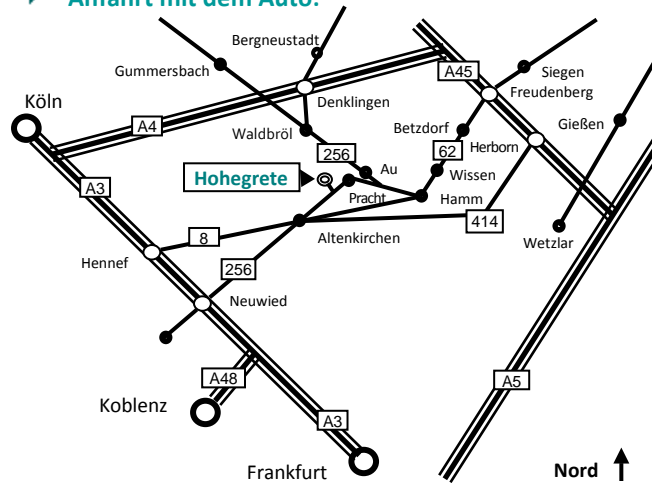 Anfahrt mit dem Auto:
Bergneustadt
Gummersbach
A45
Siegen
Freudenberg
Köln
Denklingen
Gießen
A4
Waldbröl
Betzdorf
Herborn
256
62
Au
Wissen
A3
Hohegrete
Pracht
Hamm
414
8
Altenkirchen
Wetzlar
Hennef
256
Neuwied
A48
A5
Koblenz
A3
Frankfurt
Nord